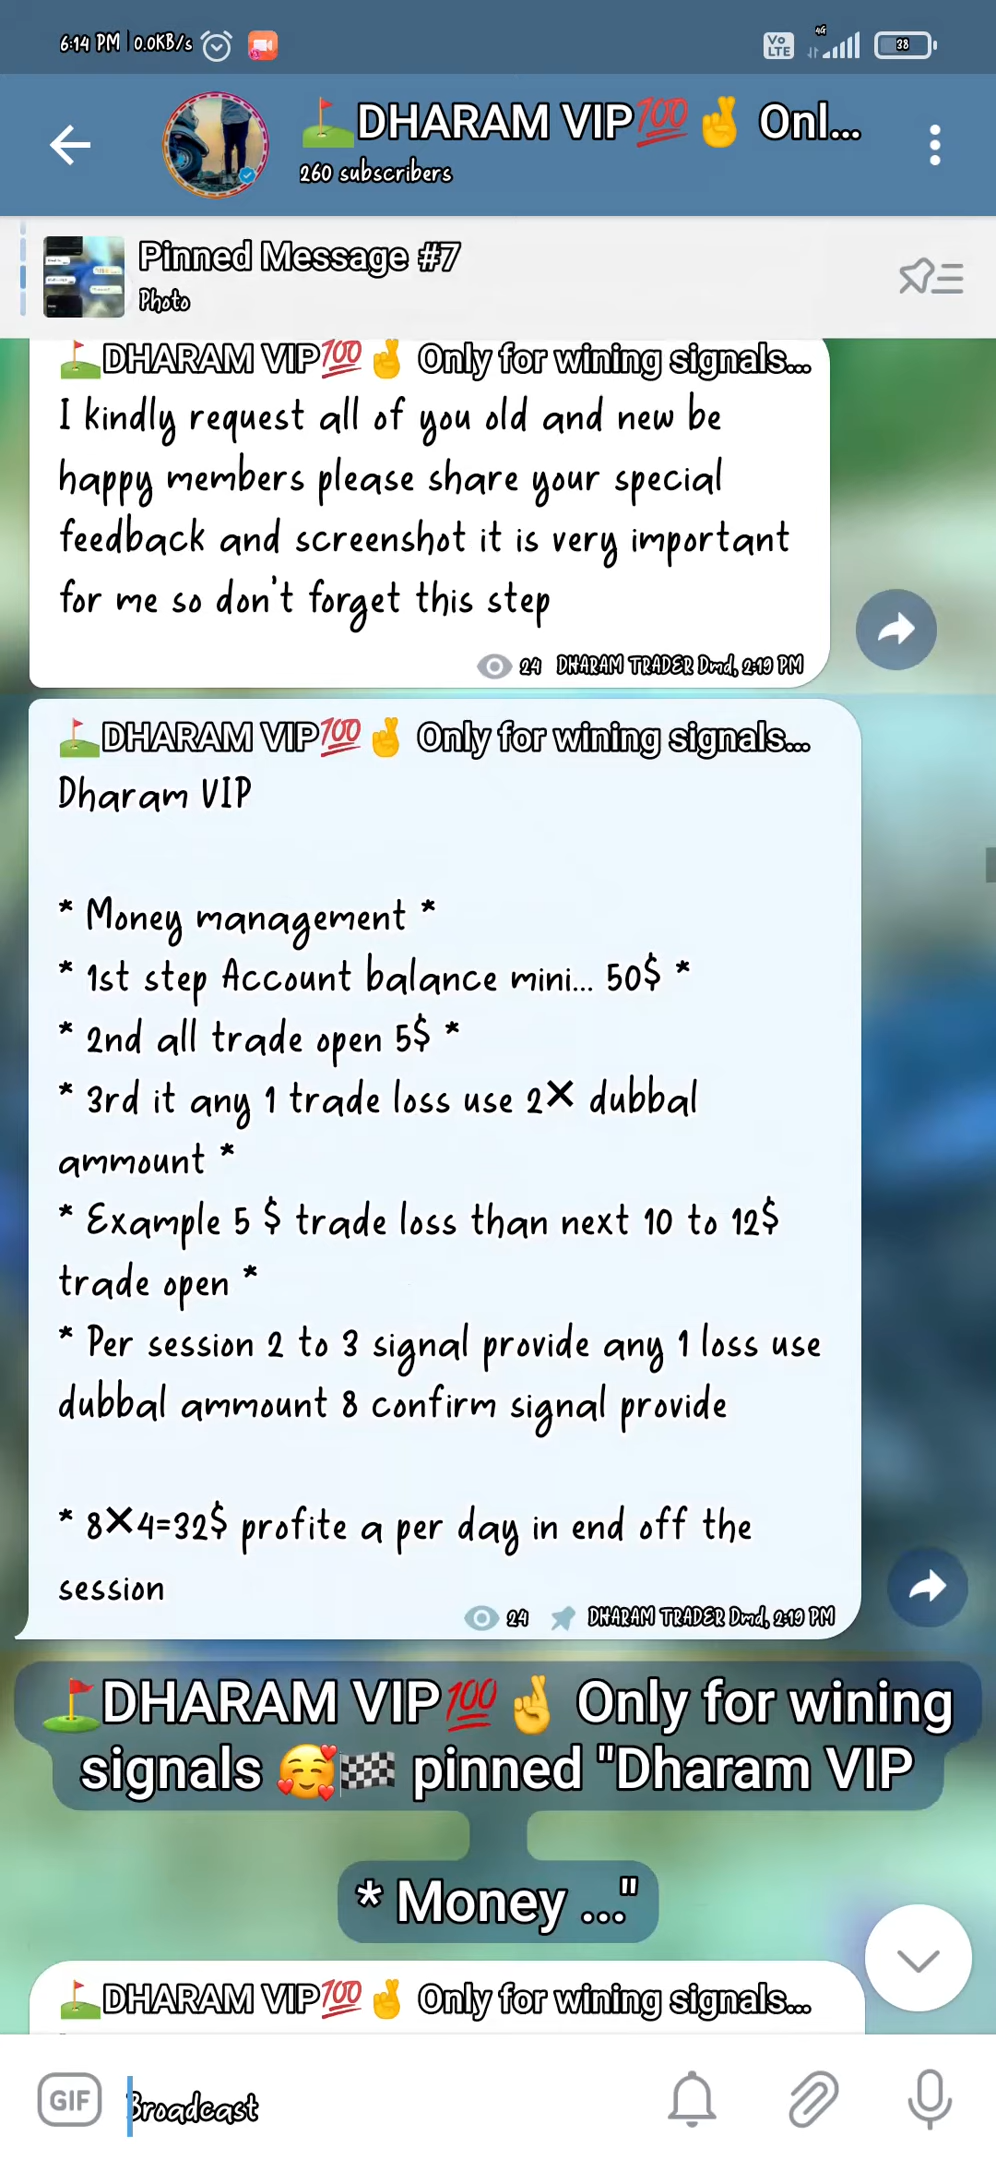 6:14 PM | 0.0KB/s
Vo LTE 4G 38
DHARAM VIP💯🤞 Onl...
260 subscribers
Pinned Message #7
Photo
⛳DHARAM VIP💯🤞 Only for wining signals...
I kindly request all of you old and new be
happy members please share your special
feedback and screenshot it is very important
for me so don't forget this step
24 DHARAM TRADER Dmd, 2:19 PM
⛳DHARAM VIP💯🤞 Only for wining signals...
Dharam VIP
* Money management *
* 1st step Account balance mini... 50$ *
* 2nd all trade open 5$ *
* 3rd it any 1 trade loss use 2✕ dubbal
ammount *
* Example 5 $ trade loss than next 10 to 12$
trade open *
* Per session 2 to 3 signal provide any 1 loss use
dubbal ammount 8 confirm signal provide
* 8✕4=32$ profite a per day in end off the
session
24 DHARAM TRADER Dmd, 2:19 PM
⛳DHARAM VIP💯🤞 Only for wining
signals 🥰🏁 pinned "Dharam VIP
* Money ..."
⛳DHARAM VIP💯🤞 Only for wining signals...
GIF Broadcast